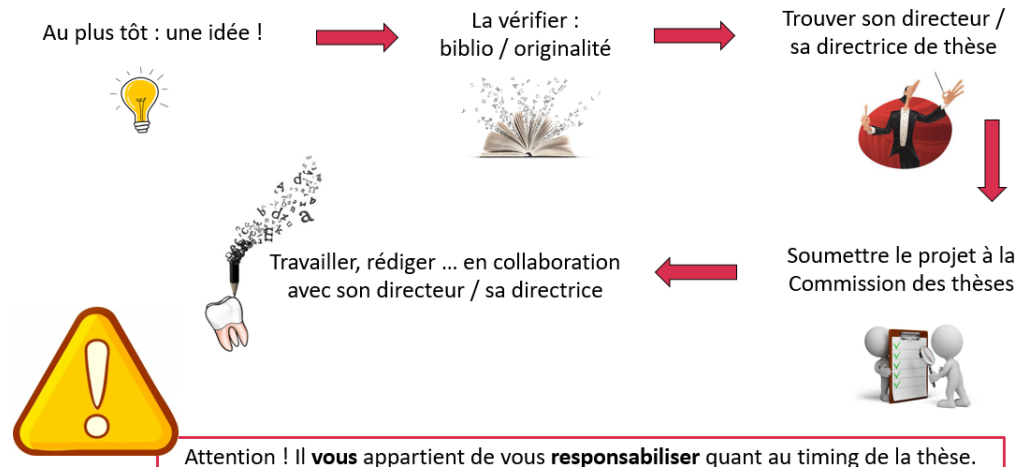 Au plus tôt : une idée !
La vérifier :
biblio / originalité
Trouver son directeur /
sa directrice de thèse
Soumettre le projet à la
Commission des thèses
Travailler, rédiger ... en collaboration
avec son directeur / sa directrice
Attention ! Il vous appartient de vous responsabiliser quant au timing de la thèse.